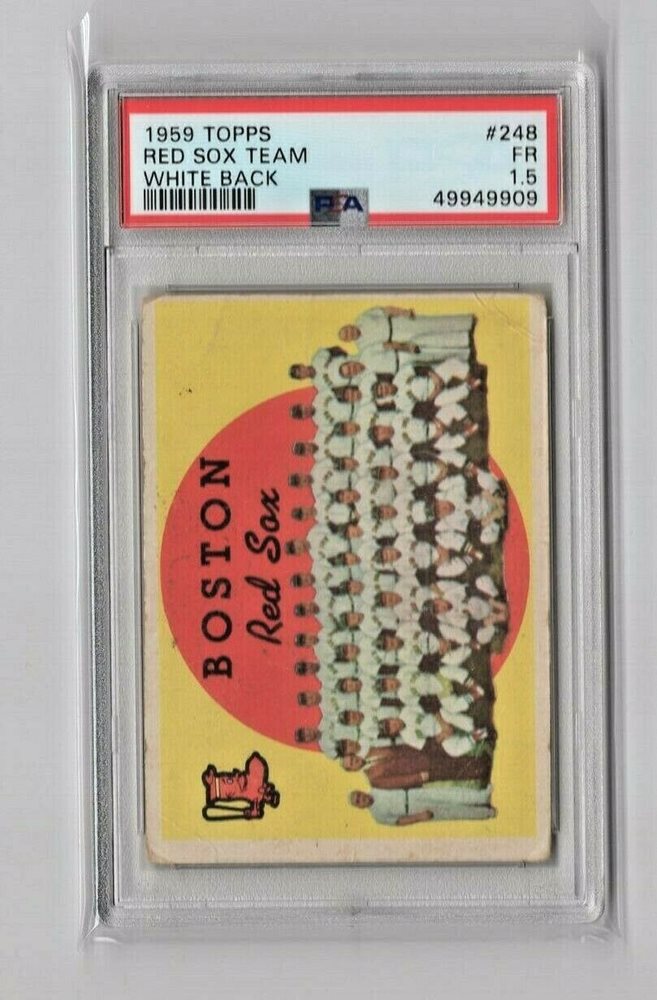 1959 TOPPS #248
RED SOX TEAM FR
WHITE BACK 1.5
PSA 49949909
BOSTON
Red Sox